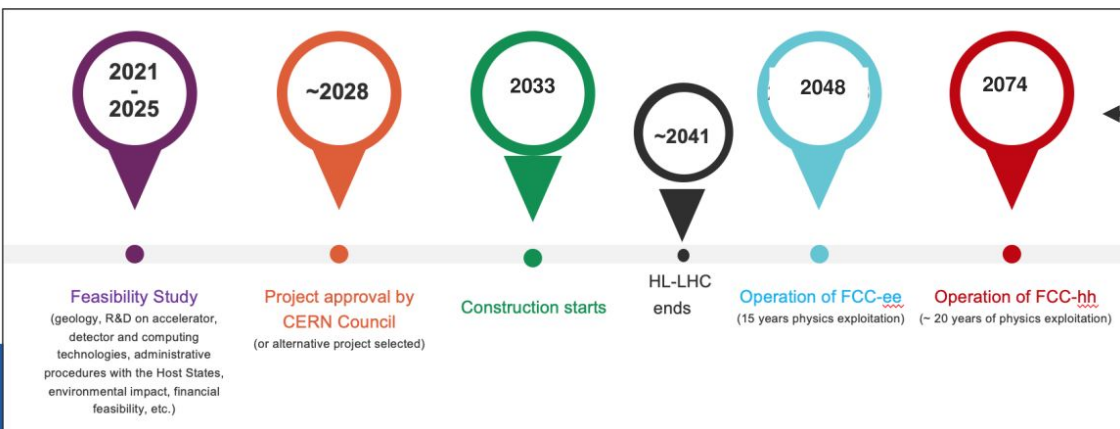 2021
-
2025
~2028
2033
~2041
2048
2074
Feasibility Study
(geology, R&D on accelerator,
detector and computing
technologies, administrative
procedures with the Host States,
environmental impact, financial
feasibility, etc.)
Project approval by
CERN Council
(or alternative project selected)
Construction starts
HL-LHC
ends
Operation of FCC-ee
(15 years physics exploitation)
Operation of FCC-hh
(~ 20 years of physics exploitation)